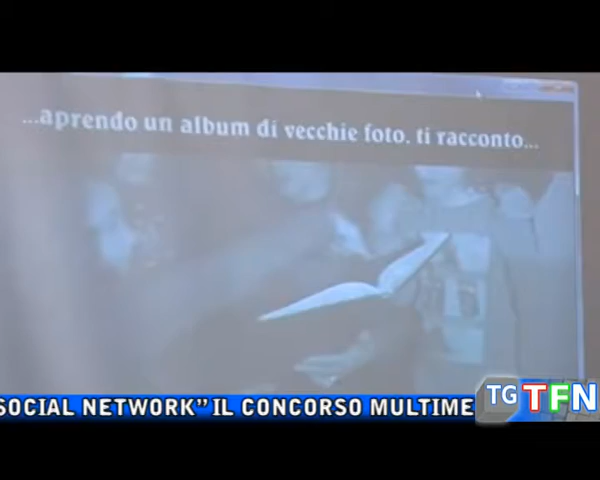 ...aprendo un album di vecchie foto. ti racconto...
SOCIAL NETWORK” IL CONCORSO MULTIME
TG TFN